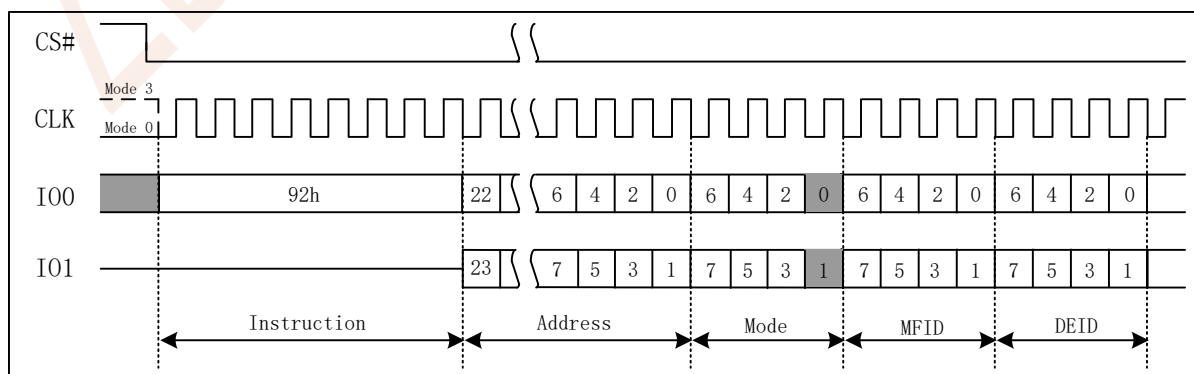 CS#
Mode 3
CLK
Mode 0
IO0 92h 22 6 4 2 0 6 4 2 0 6 4 2 0 6 4 2 0
IO1 23 7 5 3 1 7 5 3 1 7 5 3 1 7 5 3 1
Instruction Address Mode MFID DEID